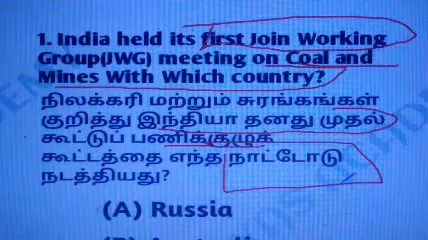 1. India held its first Join Working
Group(JWG) meeting on Coal and
Mines With Which country?
நிலக்கரி மற்றும் சுரங்கங்கள்
குறித்து இந்தியா தனது முதல்
கூட்டுப் பணிக்குழுக்
கூட்டத்தை எந்த நாட்டோடு
நடத்தியது?
(A) Russia